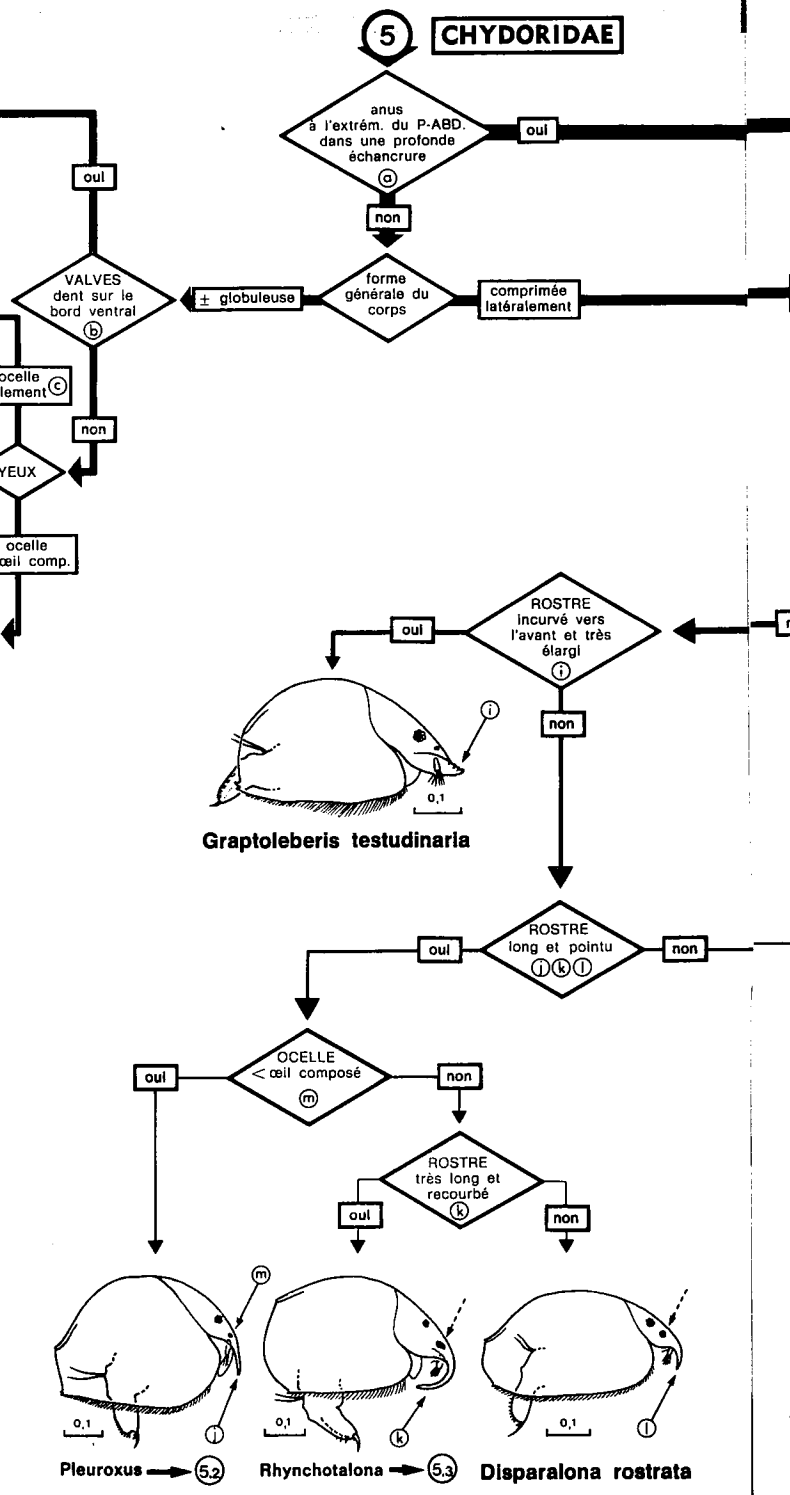 5 CHYDORIDAE
anus
à l'extrém. du P-ABD.
dans une profonde
échancrure
a
oui
oui
non
VALVES
dent sur le
bord ventral
b
± globuleuse
forme
générale du
corps
comprimée
latéralement
ocelle
lement c
non
YEUX
ocelle
œil comp.
ROSTRE
incurvé vers
l'avant et très
élargi
i
oui
non
i
0,1
Graptoleberis testudinaria
ROSTRE
long et pointu
j k l
oui
non
OCELLE
< œil composé
m
oui
non
ROSTRE
très long et
recourbé
k
oui
non
m
0,1
j
0,1
k
0,1
l
Pleuroxus 5.2
Rhynchotalona 5.3
Disparalona rostrata